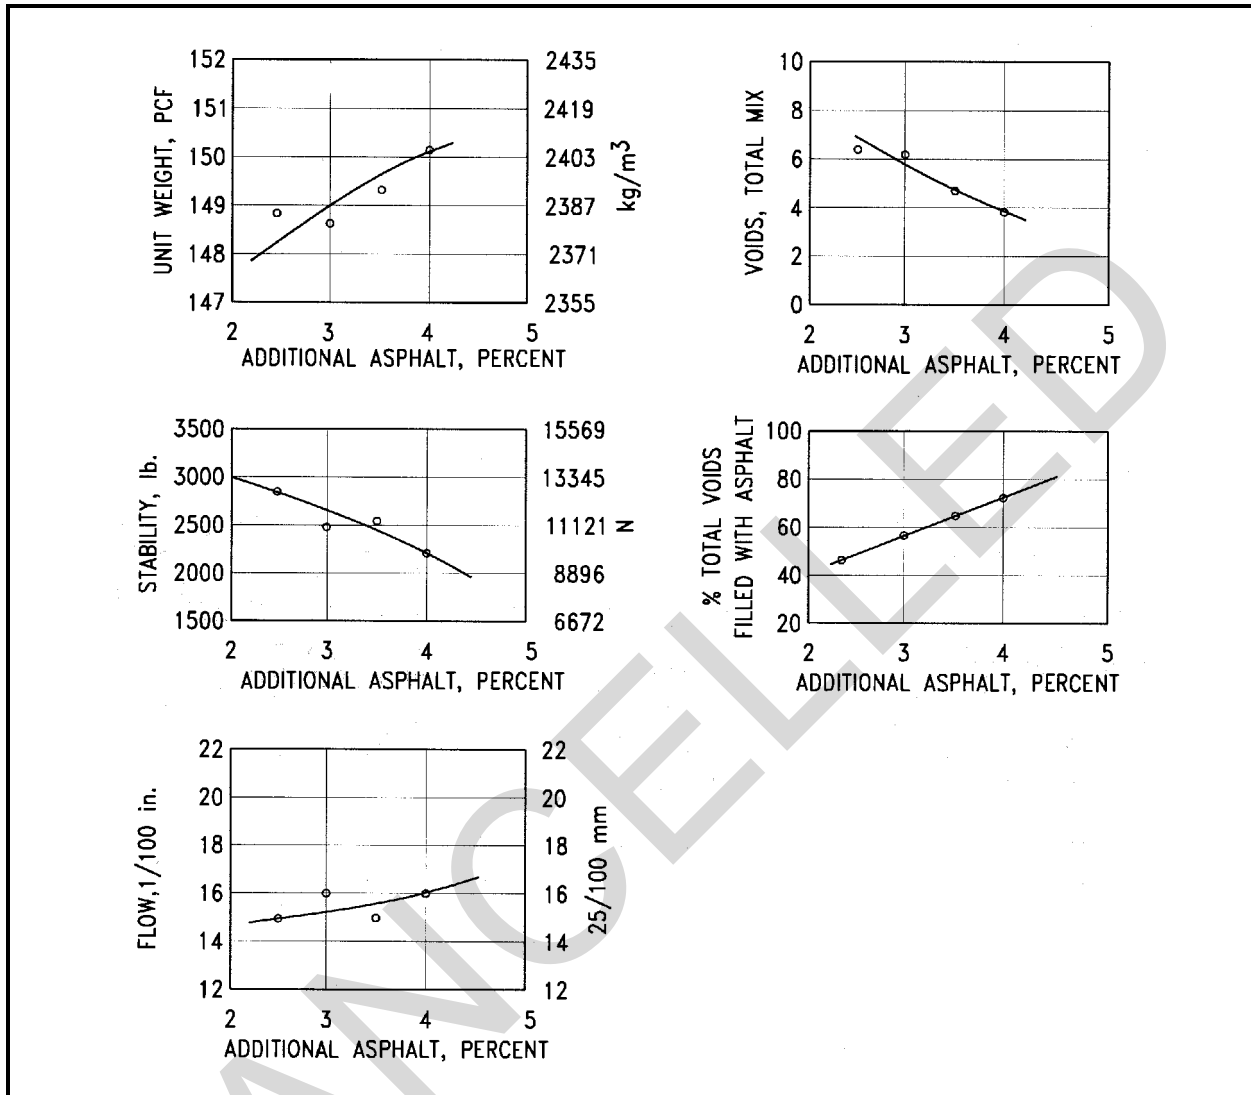 152
151
150
149
148
147
UNIT WEIGHT, PCF
2435
2419
2403
2387
2371
2355
kg/m³
2 3 4 5
ADDITIONAL ASPHALT, PERCENT
10
8
6
4
2
0
VOIDS, TOTAL MIX
2 3 4 5
ADDITIONAL ASPHALT, PERCENT
3500
3000
2500
2000
1500
STABILITY, lb.
15569
13345
11121
8896
6672
N
2 3 4 5
ADDITIONAL ASPHALT, PERCENT
100
80
60
40
20
% TOTAL VOIDS
FILLED WITH ASPHALT
2 3 4 5
ADDITIONAL ASPHALT, PERCENT
22
20
18
16
14
12
FLOW,1/100 in.
22
20
18
16
14
12
25/100 mm
2 3 4 5
ADDITIONAL ASPHALT, PERCENT
ANCELLED